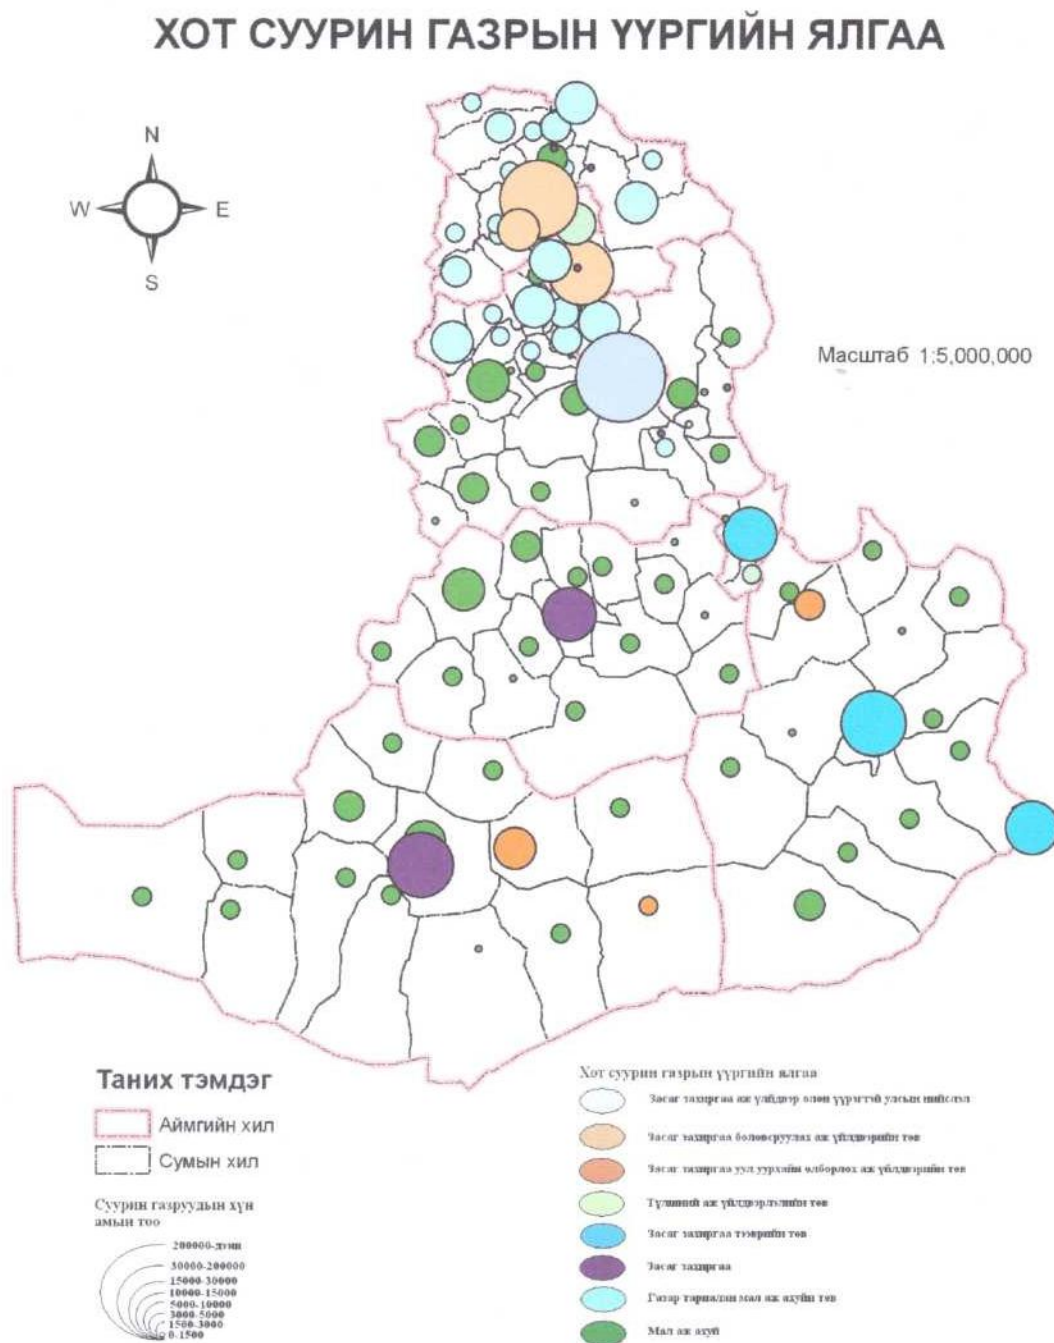 ХОТ СУУРИН ГАЗРЫН ҮҮРГИЙН ЯЛГАА
N
W E
S
Масштаб 1:5,000,000
Таних тэмдэг
Аймгийн хил
Сумын хил
Суурин газруудын хүн
амын тоо
200000-дээш
30000-200000
15000-30000
10000-15000
5000-10000
3000-5000
1500-3000
0-1500
Хот суурин газрын үүргийн ялгаа
Засаг захиргаа аж үйлдвэр олон үүрэгтэй улсын нийслэл
Засаг захиргаа боловсруулах аж үйлдвэрийн төв
Засаг захиргаа уул уурхайн олборлох аж үйлдвэрийн төв
Түлшний аж үйлдвэрлэлийн төв
Засаг захиргаа тээврийн төв
Засаг захиргаа
Газар тариалан мал аж ахуйн төв
Мал аж ахуй